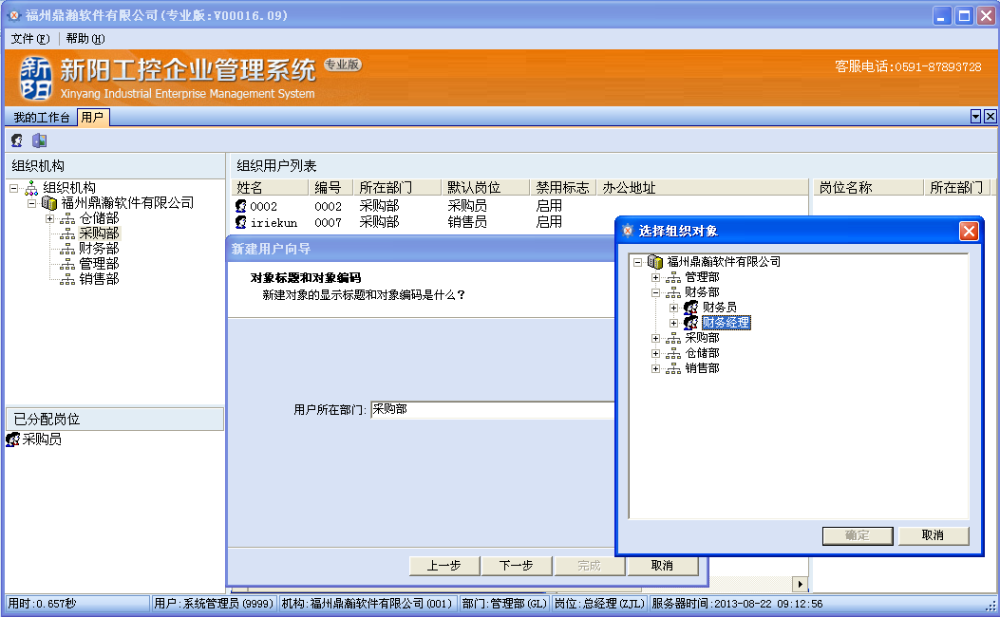 福州鼎瀚软件有限公司(专业版:V00016.09)
文件(F) 帮助(H)
新阳 新阳工控企业管理系统 专业版
Xinyang Industrial Enterprise Management System
客服电话:0591-87893728
我的工作台 用户
组织机构
组织机构
福州鼎瀚软件有限公司
仓储部
采购部
财务部
管理部
销售部
已分配岗位
采购员
组织用户列表
姓名 编号 所在部门 默认岗位 禁用标志 办公地址
0002 0002 采购部 采购员 启用
iriekun 0007 采购部 销售员 启用
岗位名称 所在部门
新建用户向导
对象标题和对象编码
新建对象的显示标题和对象编码是什么?
用户所在部门: 采购部
上一步 下一步 完成 取消
选择组织对象
福州鼎瀚软件有限公司
管理部
财务部
财务员
财务经理
采购部
仓储部
销售部
确定 取消
用时:0.657秒 用户:系统管理员(9999) 机构:福州鼎瀚软件有限公司(001) 部门:管理部(GL) 岗位:总经理(ZJL) 服务器时间:2013-08-22 09:12:56